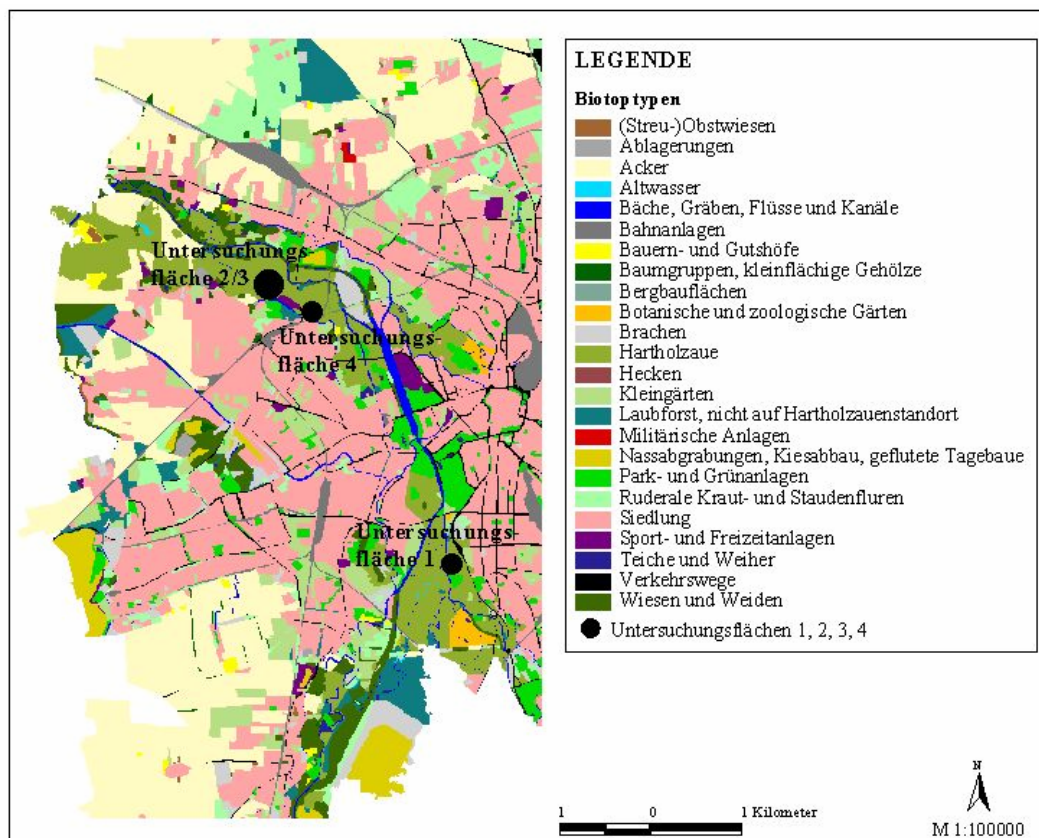 Untersuchungs
fläche 2/3
Untersuchungs-
fläche 4
Untersuchungs-
fläche 1
LEGENDE
Biotoptypen
(Streu-)Obstwiesen
Ablagerungen
Acker
Altwasser
Bäche, Gräben, Flüsse und Kanäle
Bahnanlagen
Bauern- und Gutshöfe
Baumgruppen, kleinflächige Gehölze
Bergbauflächen
Botanische und zoologische Gärten
Brachen
Hartholzaue
Hecken
Kleingärten
Laubforst, nicht auf Hartholzauenstandort
Militärische Anlagen
Nassabgrabungen, Kiesabbau, geflutete Tagebaue
Park- und Grünanlagen
Ruderale Kraut- und Staudenfluren
Siedlung
Sport- und Freizeitanlagen
Teiche und Weiher
Verkehrswege
Wiesen und Weiden
Untersuchungsflächen 1, 2, 3, 4
1 0 1 Kilometer
N
M 1:100000